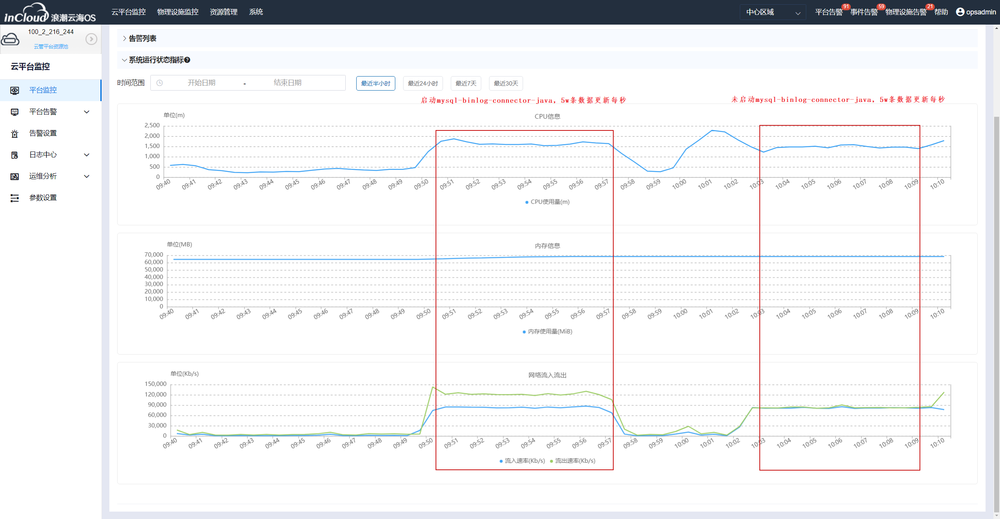 inCloud 浪潮云海OS
云平台监控 物理设施监控 资源管理 系统
中心区域
平台告警 91 事件告警 59 物理设施告警 21 帮助 opsadmin
100_2_216_244
云管平台资源池
云平台监控
平台监控
平台告警
告警设置
日志中心
运维分析
参数设置
告警列表
系统运行状态指标?
时间范围 开始日期 - 结束日期 最近半小时 最近24小时 最近7天 最近30天
启动mysql-binlog-connector-java，5w条数据更新每秒
未启动mysql-binlog-connector-java，5w条数据更新每秒
单位(m)
CPU信息
2,500
2,000
1,500
1,000
500
0
09:40 09:41 09:42 09:43 09:44 09:45 09:46 09:47 09:48 09:49 09:50 09:51 09:52 09:53 09:54 09:55 09:56 09:57 09:58 09:59 10:00 10:01 10:02 10:03 10:04 10:05 10:06 10:07 10:08 10:09 10:10
CPU使用量(m)
单位(MB)
内存信息
70,000
60,000
50,000
40,000
30,000
20,000
10,000
0
09:40 09:41 09:42 09:43 09:44 09:45 09:46 09:47 09:48 09:49 09:50 09:51 09:52 09:53 09:54 09:55 09:56 09:57 09:58 09:59 10:00 10:01 10:02 10:03 10:04 10:05 10:06 10:07 10:08 10:09 10:10
内存使用量(MiB)
单位(Kb/s)
网络流入流出
150,000
120,000
90,000
60,000
30,000
0
09:40 09:41 09:42 09:43 09:44 09:45 09:46 09:47 09:48 09:49 09:50 09:51 09:52 09:53 09:54 09:55 09:56 09:57 09:58 09:59 10:00 10:01 10:02 10:03 10:04 10:05 10:06 10:07 10:08 10:09 10:10
流入速率(Kb/s) 流出速率(Kb/s)